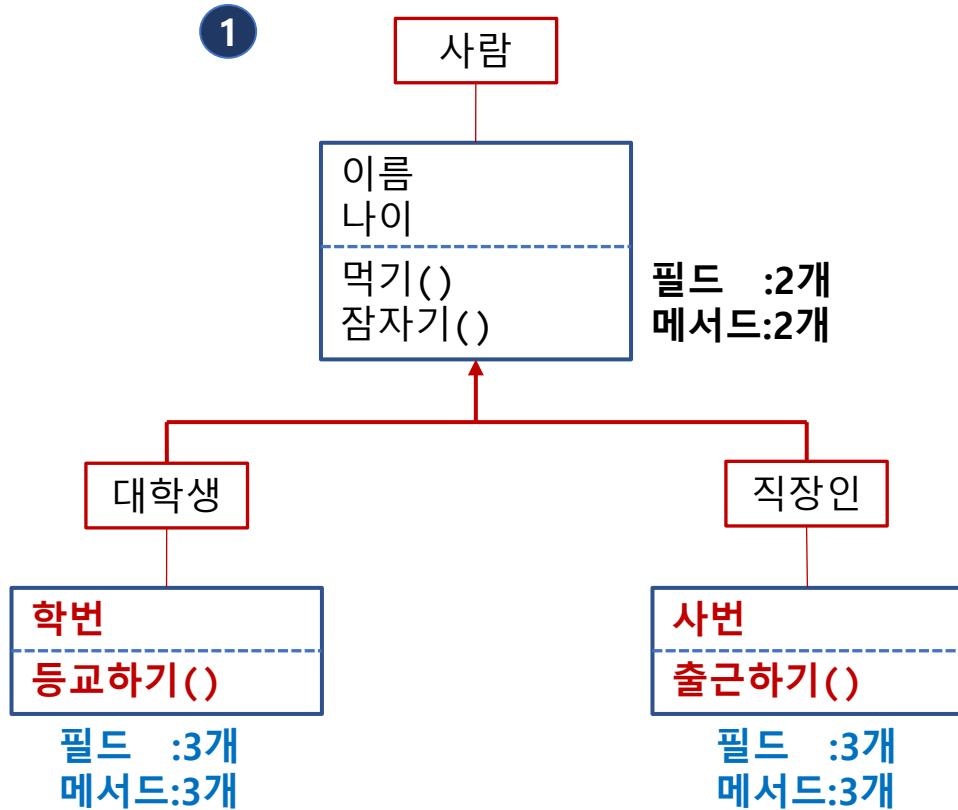 1
사람
이름
나이
먹기()
잠자기()
필드 :2개
메서드:2개
대학생
직장인
학번
등교하기()
사번
출근하기()
필드 :3개
메서드:3개
필드 :3개
메서드:3개